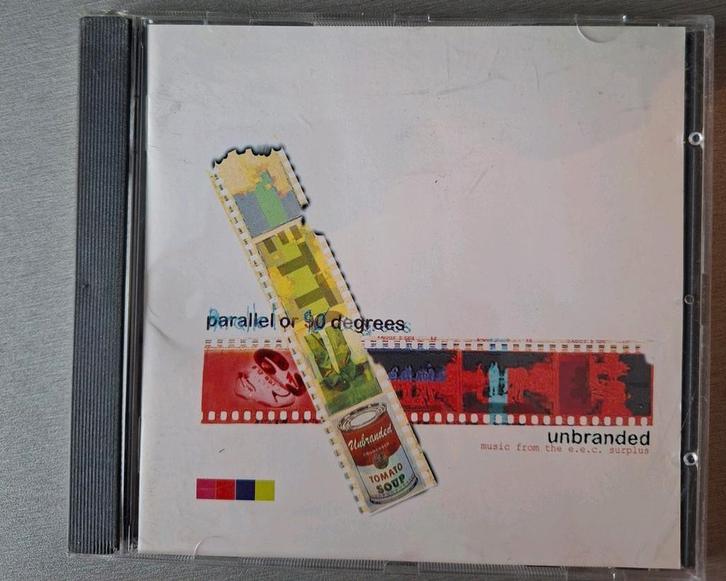 parallel or 90 degrees
unbranded
music from the e.e.c. surplus
Unbranded
TOMATO
SOUP